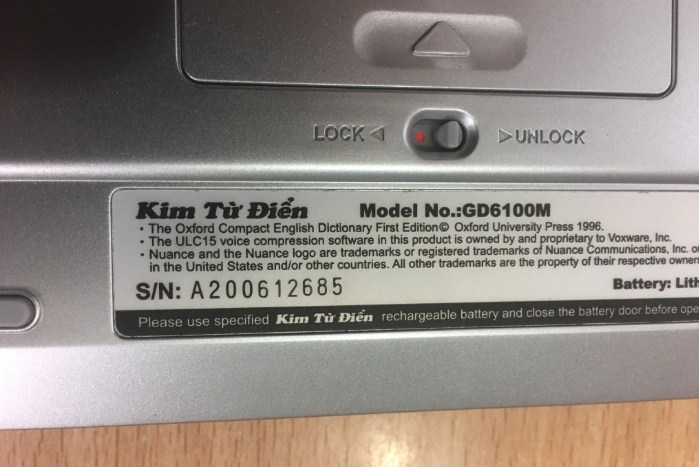 LOCK ◁ ▷ UNLOCK
Kim Từ Điển Model No.:GD6100M
• The Oxford Compact English Dictionary First Edition© Oxford University Press 1996.
• The ULC15 voice compression software in this product is owned by and proprietary to Voxware, Inc.
• Nuance and the Nuance logo are trademarks or registered trademarks of Nuance Communications, Inc. or
in the United States and/or other countries. All other trademarks are the property of their respective owners
S/N: A200612685 Battery:
Please use specified Kim Từ Điển rechargeable battery and close the battery door before